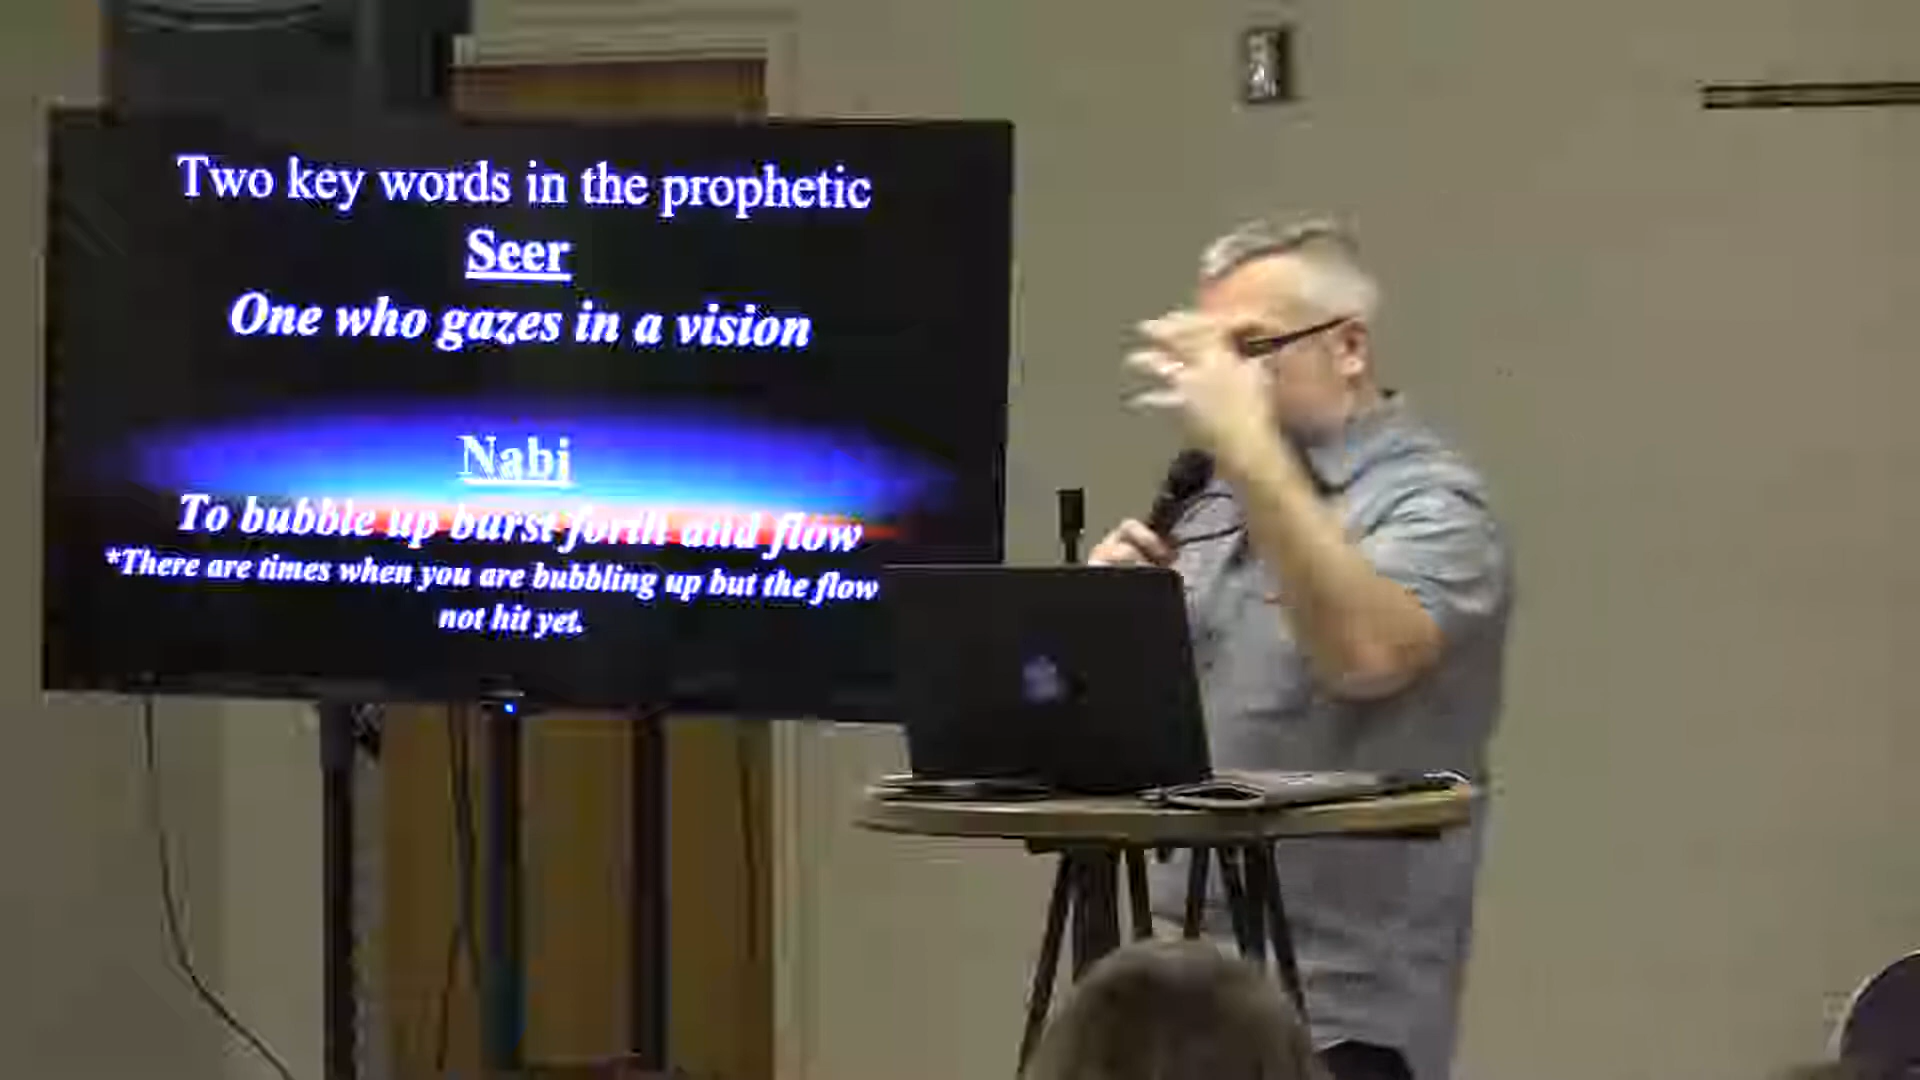 Two key words in the prophetic
Seer
One who gazes in a vision
Nabi
To bubble up burst forth and flow
*There are times when you are bubbling up but the flow
not hit yet.